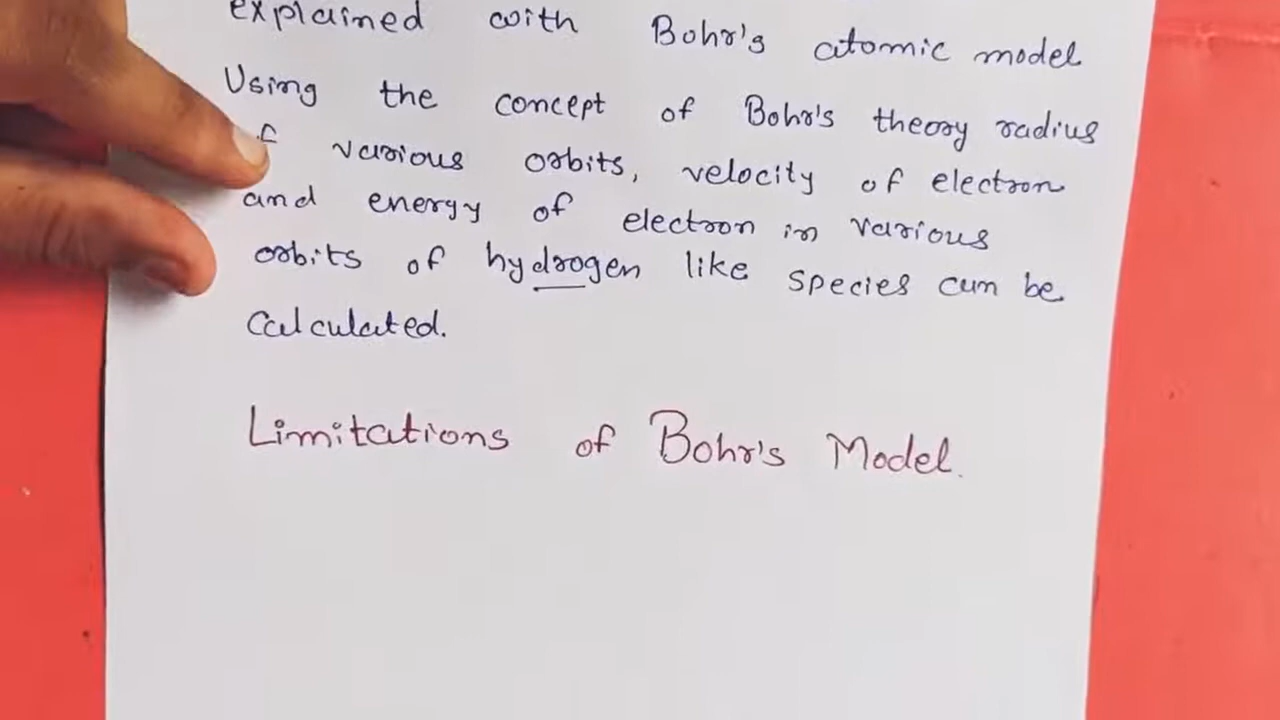 explained with Bohr's atomic model
Using the concept of Bohr's theory radius
of various orbits, velocity of electron
and energy of electron in various
orbits of hydrogen like species can be
calculated.
Limitations of Bohr's Model.